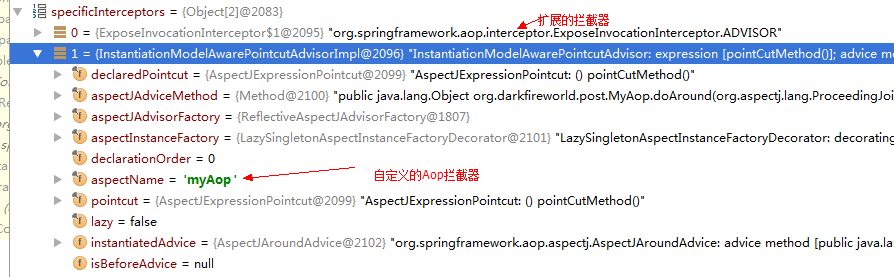 specificInterceptors = {Object[2]@2083}
扩展的拦截器
0 = {ExposeInvocationInterceptor$1@2095} "org.springframework.aop.interceptor.ExposeInvocationInterceptor.ADVISOR"
1 = {InstantiationModelAwarePointcutAdvisorImpl@2096} "InstantiationModelAwarePointcutAdvisor: expression [pointCutMethod()]; advice me
declaredPointcut = {AspectJExpressionPointcut@2099} "AspectJExpressionPointcut: () pointCutMethod()"
aspectJAdviceMethod = {Method@2100} "public java.lang.Object org.darkfireworld.post.MyAop.doAround(org.aspectj.lang.ProceedingJoi
aspectJAdvisorFactory = {ReflectiveAspectJAdvisorFactory@1807}
aspectInstanceFactory = {LazySingletonAspectInstanceFactoryDecorator@2101} "LazySingletonAspectInstanceFactoryDecorator: decorating
declarationOrder = 0
aspectName = 'myAop'
自定义的Aop拦截器
pointcut = {AspectJExpressionPointcut@2099} "AspectJExpressionPointcut: () pointCutMethod()"
lazy = false
instantiatedAdvice = {AspectJAroundAdvice@2102} "org.springframework.aop.aspectj.AspectJAroundAdvice: advice method [public java.la
isBeforeAdvice = null